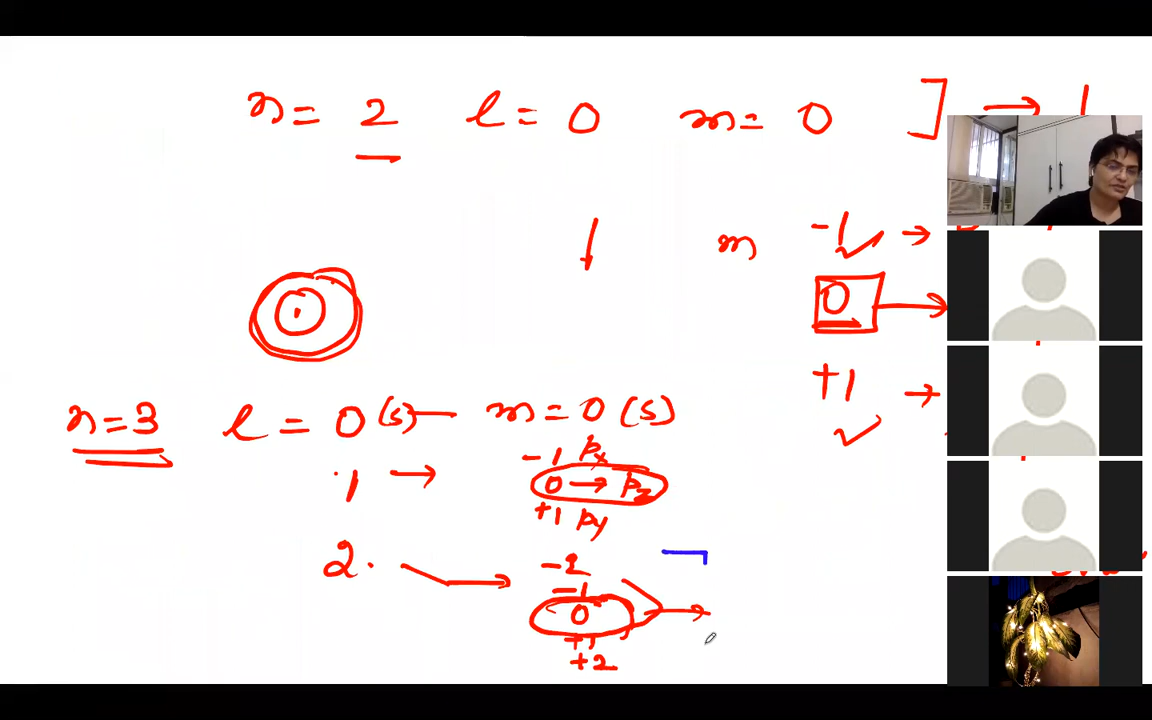 n = 2 l = 0 m = 0 ] → 1
m -1 →
0 →
+1 →
n = 3 l = 0 (s) — m = 0 (s)
-1 px
1 → 0 → pz
+1 py
2. → -2
-1
0 →
+1
+2